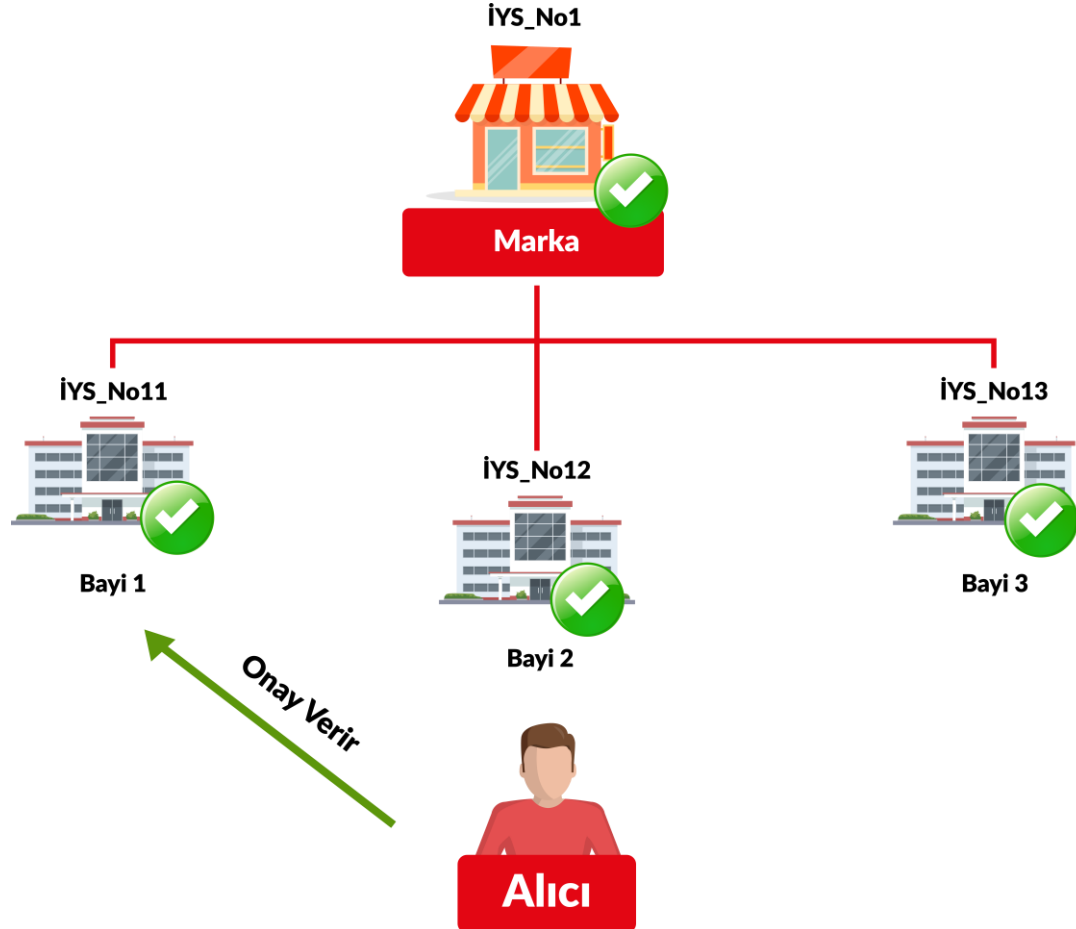 İYS_No1
Marka
İYS_No11
İYS_No13
İYS_No12
Bayi 1
Bayi 3
Bayi 2
Onay Verir
Alıcı